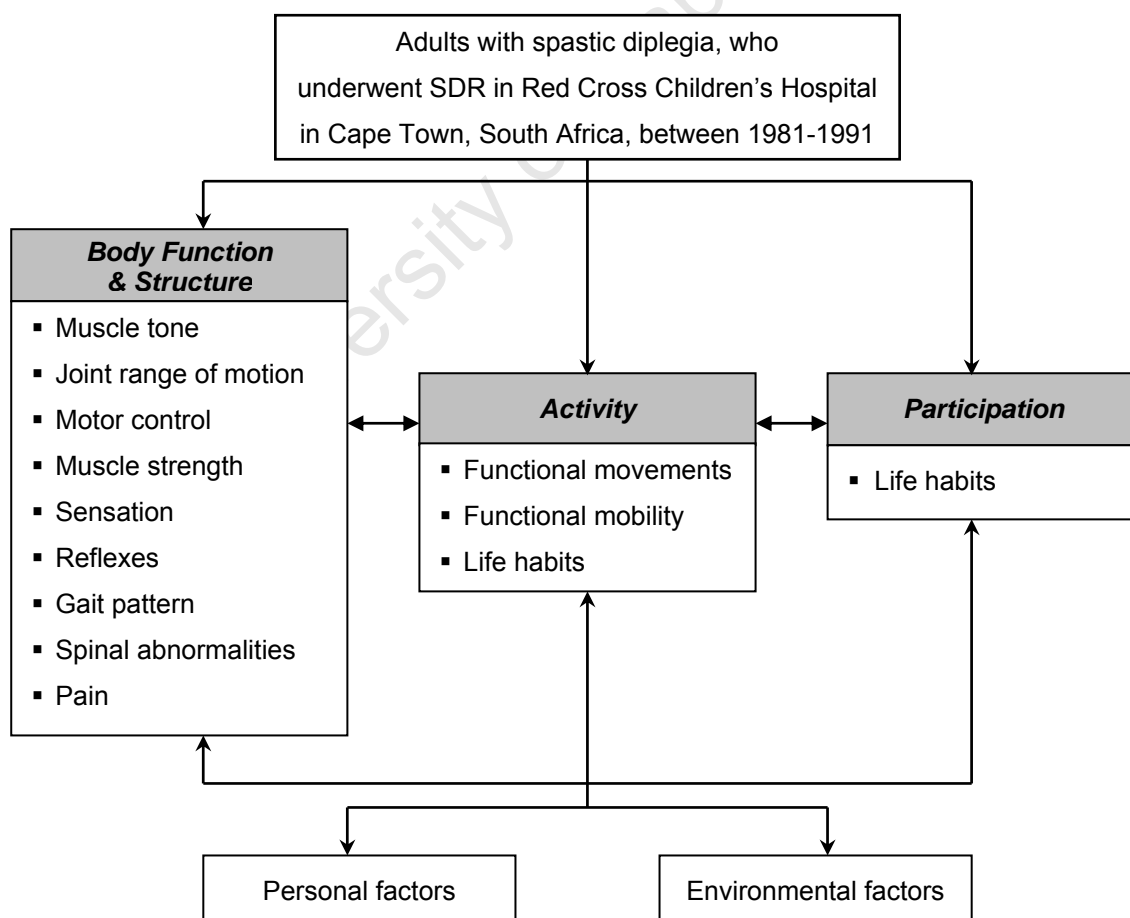 Adults with spastic diplegia, who
underwent SDR in Red Cross Children’s Hospital
in Cape Town, South Africa, between 1981-1991
Body Function
& Structure
▪ Muscle tone
▪ Joint range of motion
▪ Motor control
▪ Muscle strength
▪ Sensation
▪ Reflexes
▪ Gait pattern
▪ Spinal abnormalities
▪ Pain
Activity
▪ Functional movements
▪ Functional mobility
▪ Life habits
Participation
▪ Life habits
Personal factors
Environmental factors